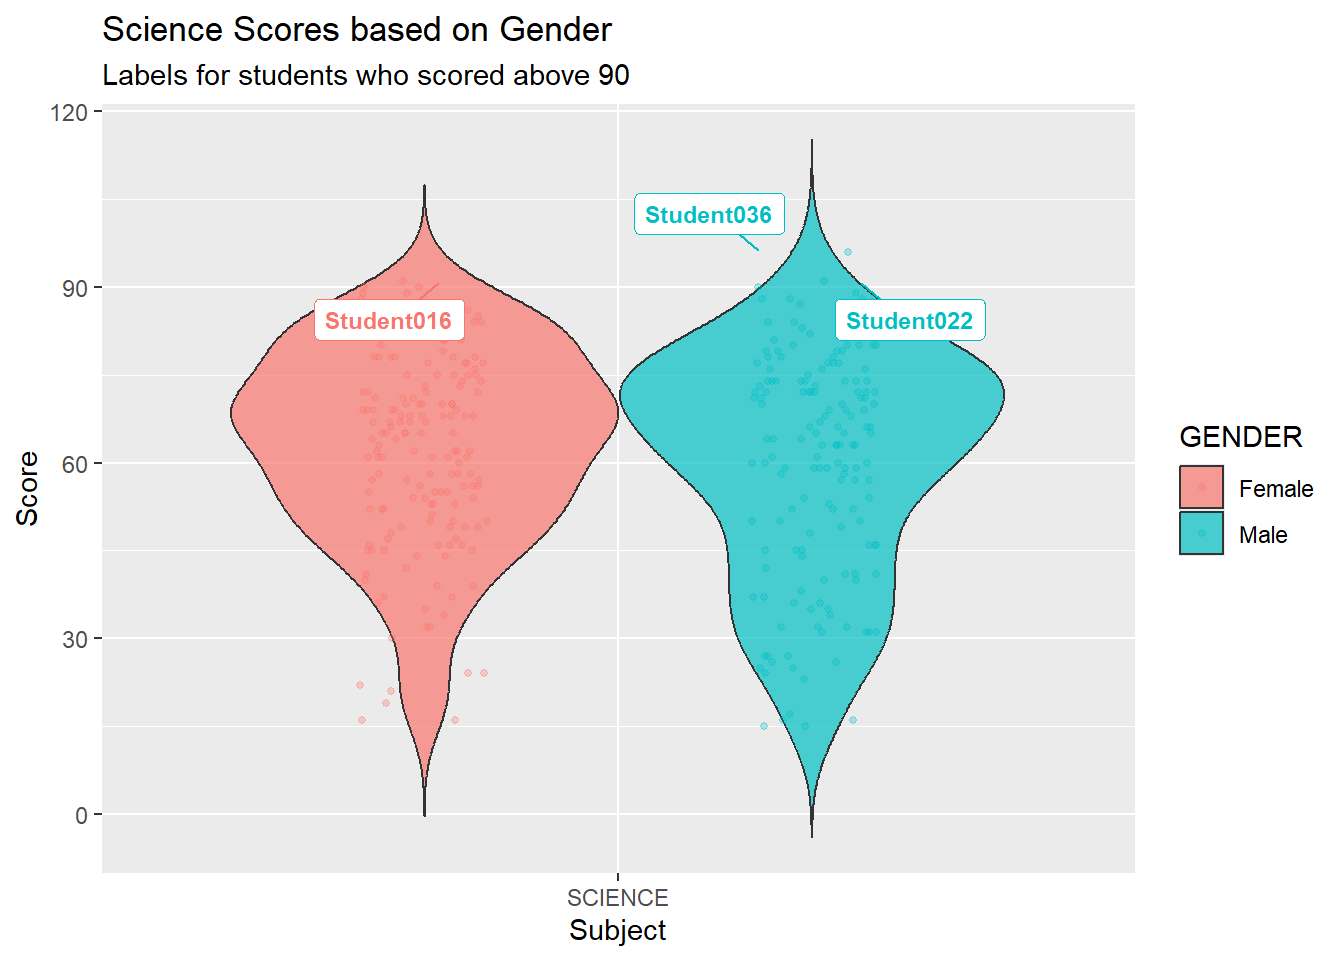 Science Scores based on Gender
Labels for students who scored above 90
120
90
60
30
0
Score
Student036
Student016
Student022
SCIENCE
Subject
GENDER
Female
Male